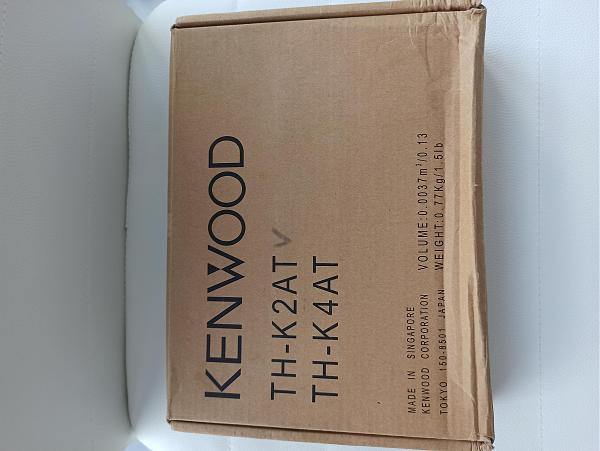 KENWOOD
TH-K2AT ✓
TH-K4AT
MADE IN SINGAPORE
KENWOOD CORPORATION
TOKYO 150-8501 JAPAN
VOLUME:0.0037m³/0.13
WEIGHT:0.77Kg/1.5lb